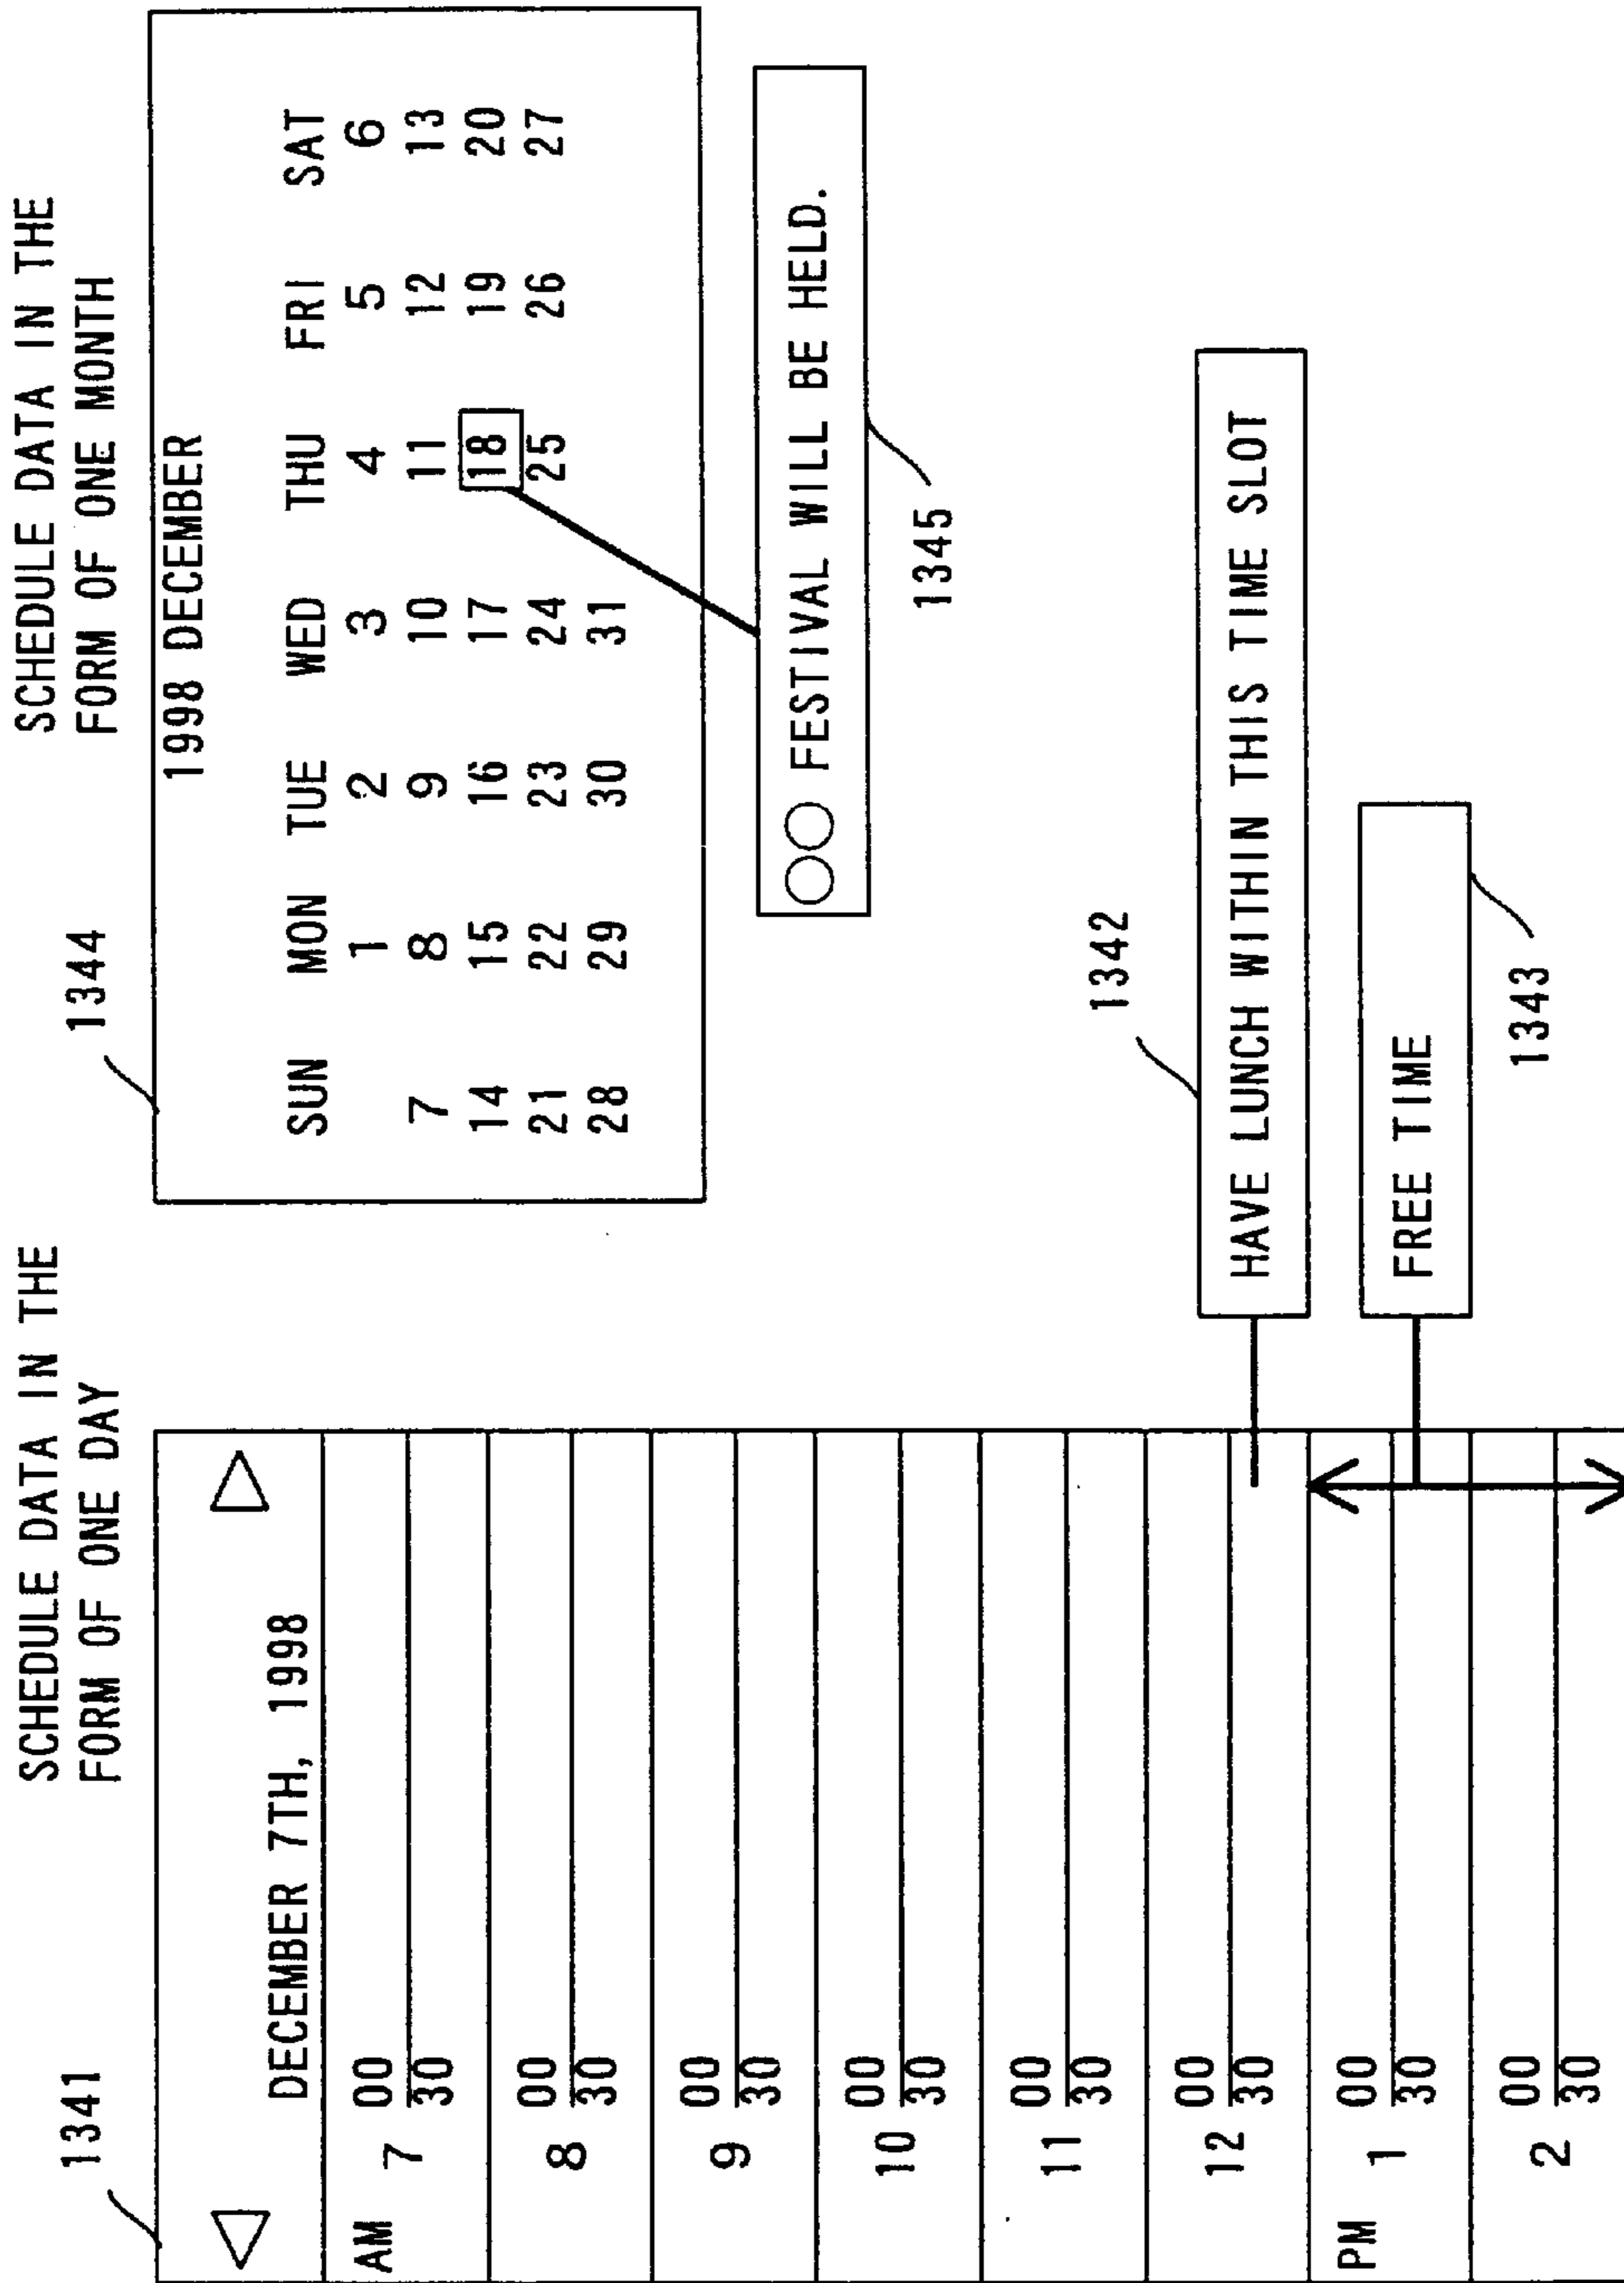 SCHEDULE DATA IN THE
FORM OF ONE DAY
1341
DECEMBER 7TH, 1998
AM 7 00
30
8 00
30
9 00
30
10 00
30
11 00
30
12 00
30
PM 1 00
30
2 00
30
SCHEDULE DATA IN THE
FORM OF ONE MONTH
1344
1998 DECEMBER
SUN MON TUE WED THU FRI SAT
1 2 3 4 5 6
7 8 9 10 11 12 13
14 15 16 17 18 19 20
21 22 23 24 25 26 27
28 29 30 31
○○ FESTIVAL WILL BE HELD.
1345
1342
HAVE LUNCH WITHIN THIS TIME SLOT
FREE TIME
1343